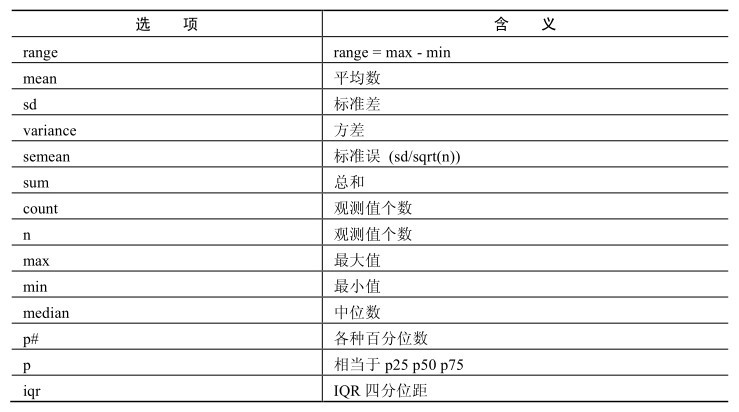 选 项 含 义
range range = max - min
mean 平均数
sd 标准差
variance 方差
semean 标准误 (sd/sqrt(n))
sum 总和
count 观测值个数
n 观测值个数
max 最大值
min 最小值
median 中位数
p# 各种百分位数
p 相当于 p25 p50 p75
iqr IQR 四分位距